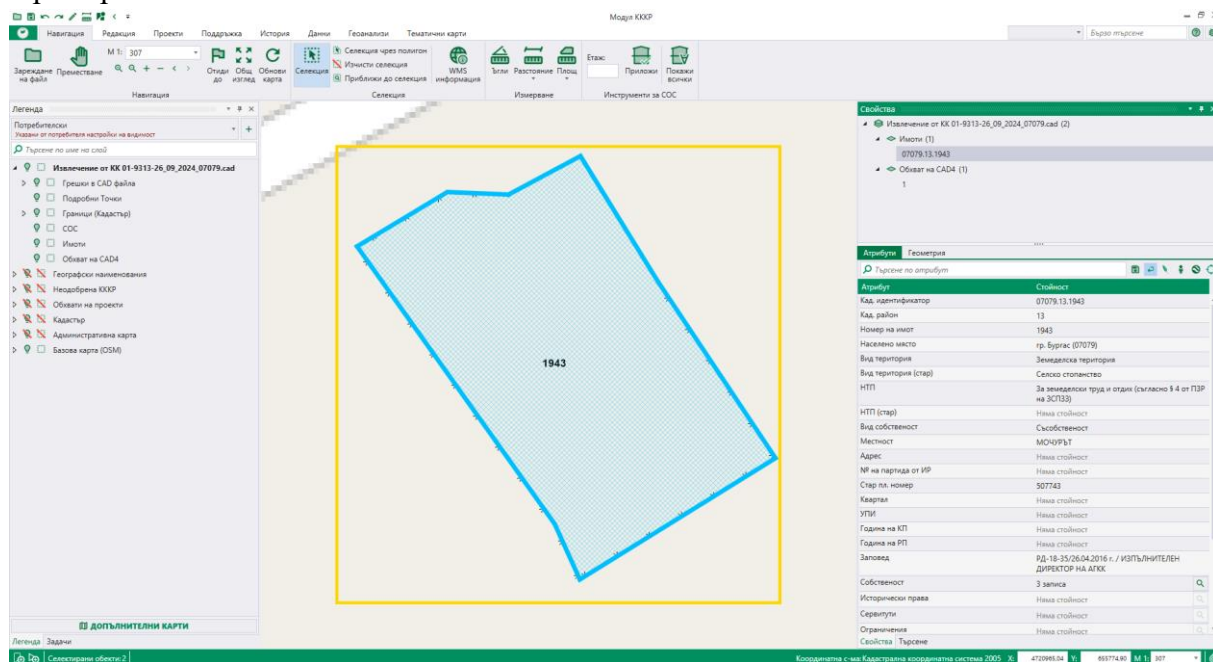 Модул КККР
Навигация Редакция Проекти Поддръжка История Данни Геоанализи Тематични карти
Бързо търсене
Зареждане на файл
Преместване
М 1: 307
Отиди до
Общ изглед
Обнови карта
Навигация
Селекция
Селекция чрез полигон
Изчисти селекция
Приближи до селекция
WMS информация
Селекция
Ъгли Разстояние Площ
Измерване
Етаж:
Приложи
Покажи всички
Инструменти за СОС
Легенда
Потребителски
Указани от потребителя настройки на видимост
Търсене по име на слой
Извлечение от КК 01-9313-26_09_2024_07079.cad
Грешки в CAD файла
Подробни Точки
Граници (Кадастър)
СОС
Имоти
Обхват на CAD4
Географски наименования
Неодобрена КККР
Обхвати на проекти
Кадастър
Административна карта
Базова карта (OSM)
ДОПЪЛНИТЕЛНИ КАРТИ
Легенда Задачи
1943
Свойства
Извлечение от КК 01-9313-26_09_2024_07079.cad (2)
Имоти (1)
07079.13.1943
Обхват на CAD4 (1)
1
Атрибути Геометрия
Търсене по атрибут
Атрибут Стойност
Кад. идентификатор 07079.13.1943
Кад. район 13
Номер на имот 1943
Населено място гр. Бургас (07079)
Вид територия Земеделска територия
Вид територия (стар) Селско стопанство
НТП За земеделски труд и отдих (съгласно § 4 от ПЗР
на ЗСПЗЗ)
НТП (стар) Няма стойност
Вид собственост Съсобственост
Местност МОЧУРЪТ
Адрес Няма стойност
№ на партида от ИР Няма стойност
Стар пл. номер 507743
Квартал Няма стойност
УПИ Няма стойност
Година на КП Няма стойност
Година на РП Няма стойност
Заповед РД-18-35/26.04.2016 г. / ИЗПЪЛНИТЕЛЕН
ДИРЕКТОР НА АГКК
Собственост 3 записа
Исторически права Няма стойност
Сервитути Няма стойност
Ограничения Няма стойност
Свойства Търсене
Селектирани обекти: 2
Координатна с-ма: Кадастрална координатна система 2005 X: 4720965.04 Y: 653774.80 М 1: 307